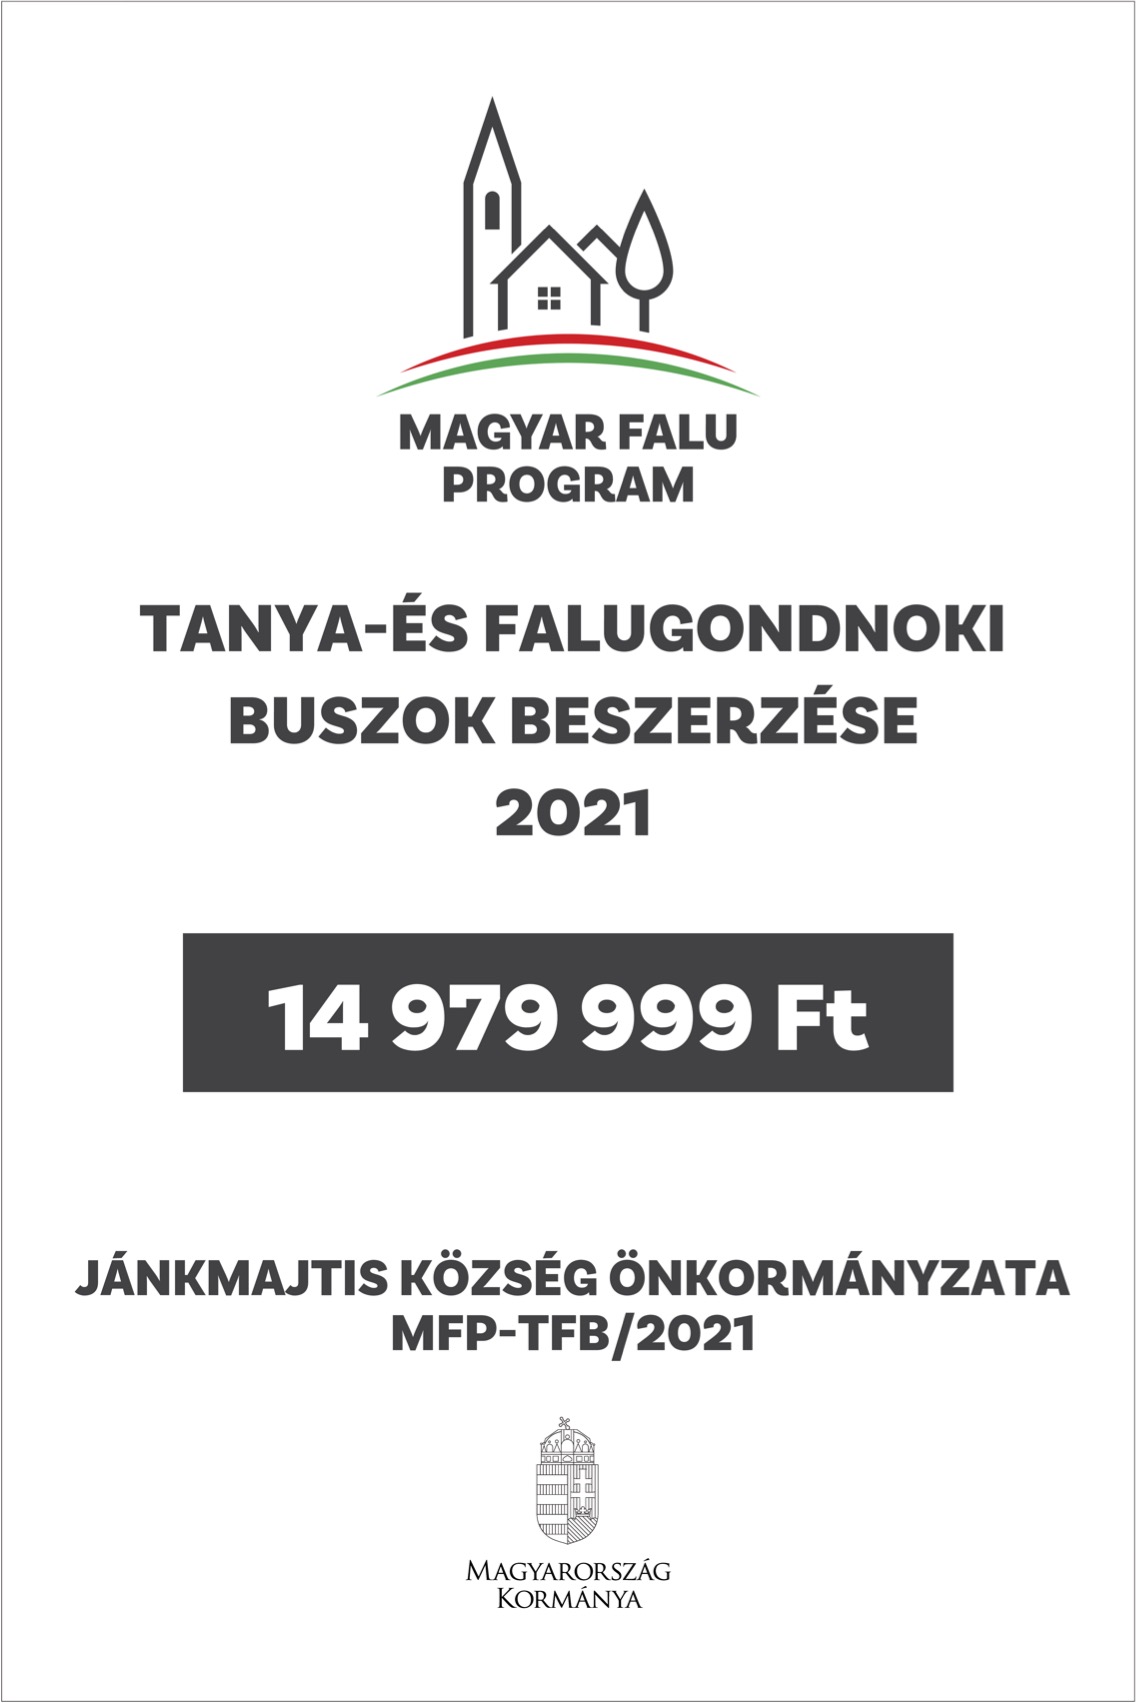 MAGYAR FALU
PROGRAM
TANYA-ÉS FALUGONDNOKI
BUSZOK BESZERZÉSE
2021
14 979 999 Ft
JÁNKMAJTIS KÖZSÉG ÖNKORMÁNYZATA
MFP-TFB/2021
MAGYARORSZÁG
KORMÁNYA